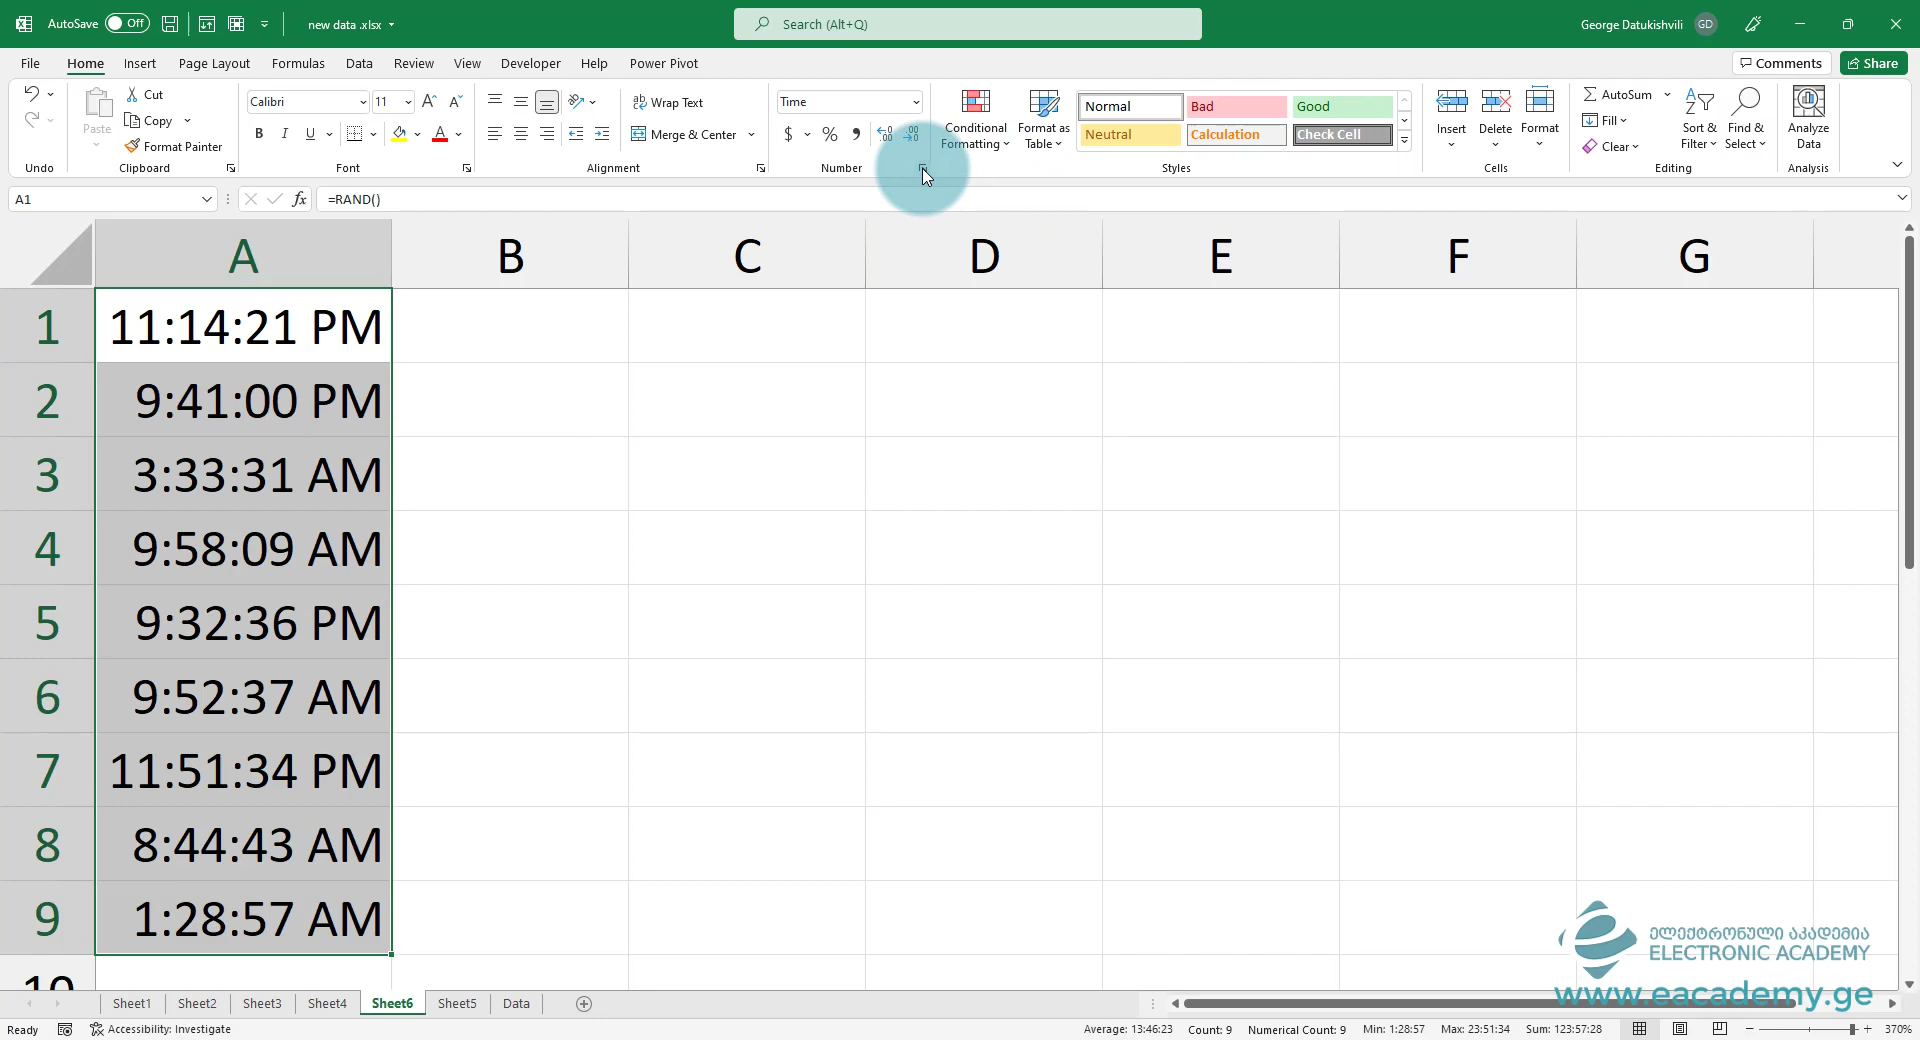 AutoSave Off new data .xlsx Search (Alt+Q) George Datukishvili GD
File Home Insert Page Layout Formulas Data Review View Developer Help Power Pivot Comments Share
Undo
Paste Cut
Copy
Format Painter
Clipboard
Calibri 11
B I U A
Font
Wrap Text
Merge & Center
Alignment
Time
$ % 9
Number
Conditional Formatting
Format as Table
Normal Bad Good
Neutral Calculation Check Cell
Styles
Insert Delete Format
Cells
AutoSum
Fill
Clear
Sort & Filter
Find & Select
Editing
Analyze Data
Analysis
A1 fx =RAND()
A B C D E F G
1 11:14:21 PM
2 9:41:00 PM
3 3:33:31 AM
4 9:58:09 AM
5 9:32:36 PM
6 9:52:37 AM
7 11:51:34 PM
8 8:44:43 AM
9 1:28:57 AM
10
ელექტრონული აკადემია
ELECTRONIC ACADEMY
www.eacademy.ge
Sheet1 Sheet2 Sheet3 Sheet4 Sheet6 Sheet5 Data
Ready Accessibility: Investigate Average: 13:46:23 Count: 9 Numerical Count: 9 Min: 1:28:57 Max: 23:51:34 Sum: 123:57:28 370%